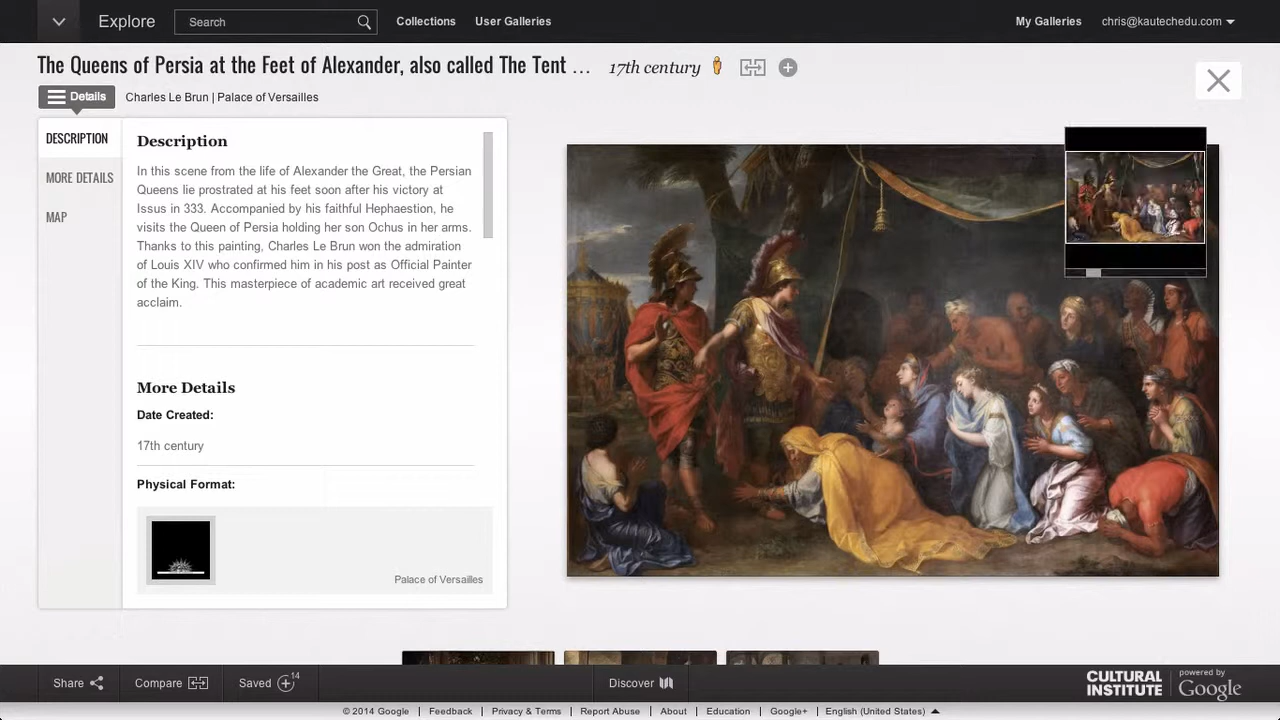 Explore
Search
Collections
User Galleries
My Galleries
chris@kautechedu.com
The Queens of Persia at the Feet of Alexander, also called The Tent ...
17th century
Details
Charles Le Brun | Palace of Versailles
DESCRIPTION
MORE DETAILS
MAP
Description
In this scene from the life of Alexander the Great, the Persian
Queens lie prostrated at his feet soon after his victory at
Issus in 333. Accompanied by his faithful Hephaestion, he
visits the Queen of Persia holding her son Ochus in her arms.
Thanks to this painting, Charles Le Brun won the admiration
of Louis XIV who confirmed him in his post as Official Painter
of the King. This masterpiece of academic art received great
acclaim.
More Details
Date Created:
17th century
Physical Format:
Palace of Versailles
Share
Compare
Saved 14
Discover
CULTURAL INSTITUTE
powered by Google
© 2014 Google | Feedback | Privacy & Terms | Report Abuse | About | Education | Google+ | English (United States)